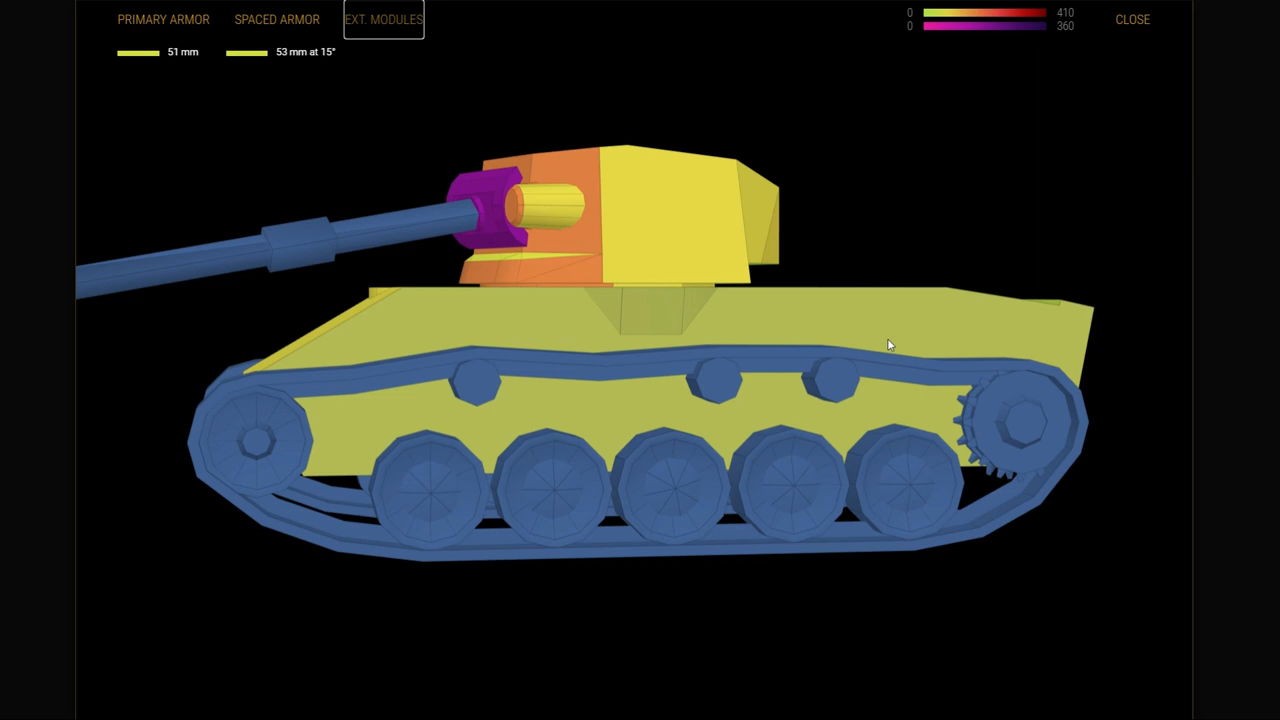 PRIMARY ARMOR SPACED ARMOR EXT. MODULES 0 410 CLOSE
0 360
51 mm 53 mm at 15°